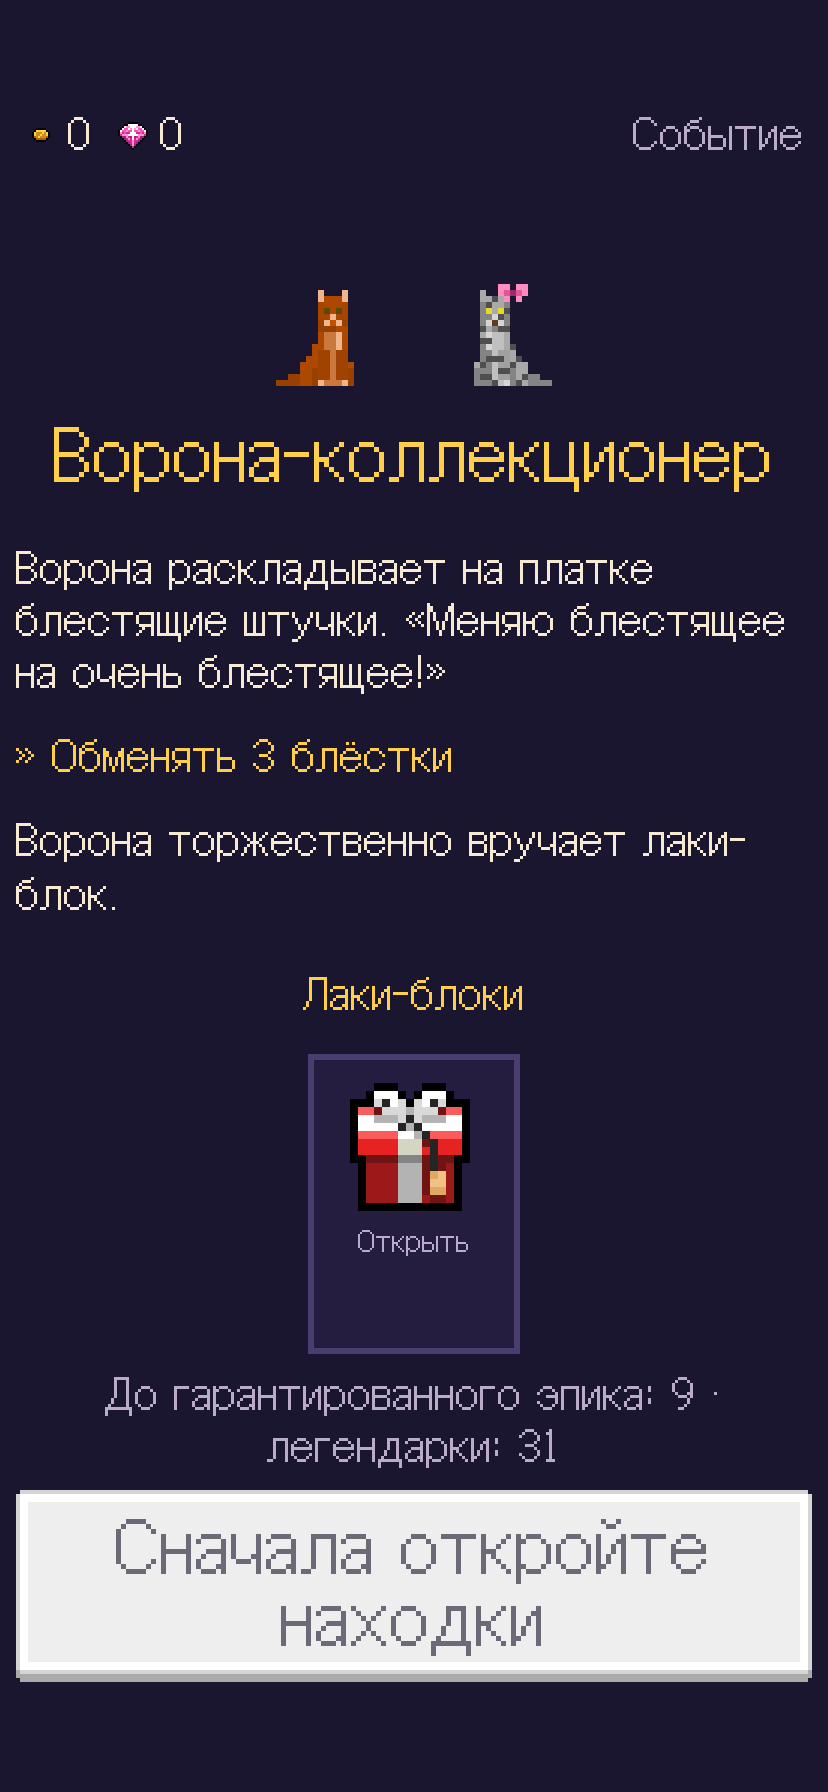 0 0 Событие
Ворона-коллекционер
Ворона раскладывает на платке
блестящие штучки. «Меняю блестящее
на очень блестящее!»
» Обменять 3 блёстки
Ворона торжественно вручает лаки-
блок.
Лаки-блоки
Открыть
До гарантированного эпика: 9 ·
легендарки: 31
Сначала откройте
находки